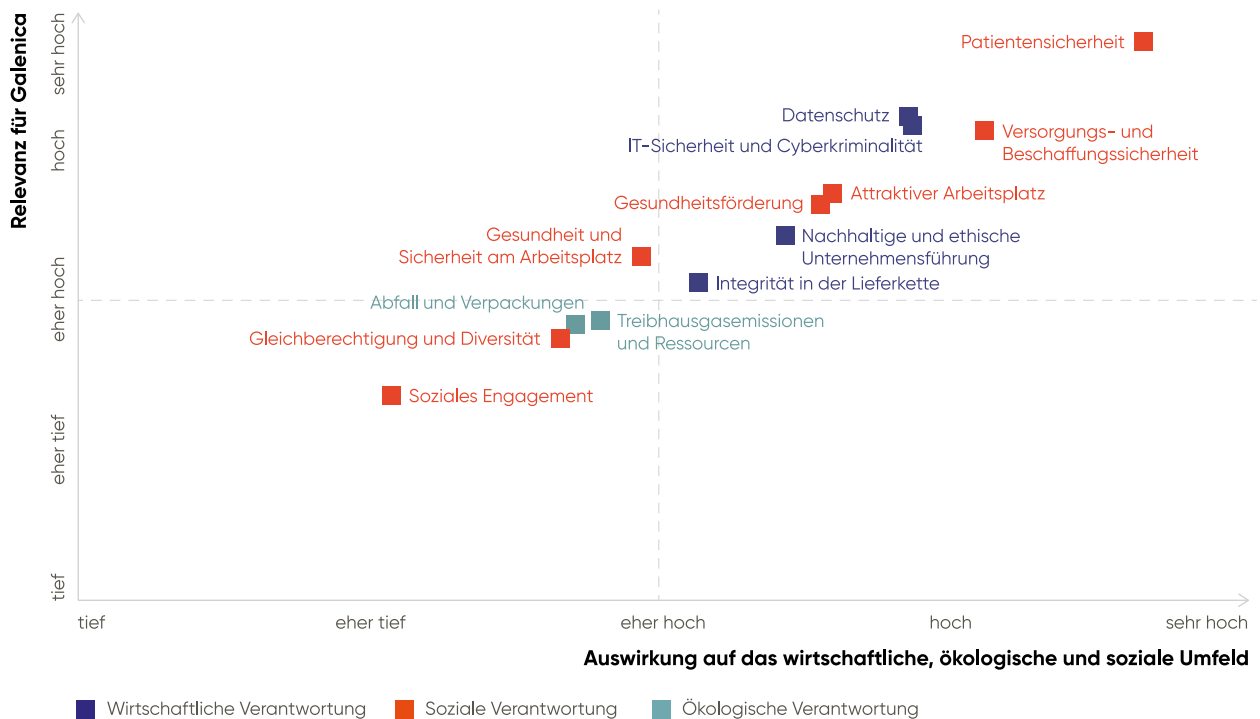 Relevanz für Galenica
sehr hoch
hoch
eher hoch
eher tief
tief
Patientensicherheit
Datenschutz
IT-Sicherheit und Cyberkriminalität
Versorgungs- und
Beschaffungssicherheit
Attraktiver Arbeitsplatz
Gesundheitsförderung
Gesundheit und
Sicherheit am Arbeitsplatz
Nachhaltige und ethische
Unternehmensführung
Integrität in der Lieferkette
Abfall und Verpackungen
Treibhausgasemissionen
und Ressourcen
Gleichberechtigung und Diversität
Soziales Engagement
tief
eher tief
eher hoch
hoch
sehr hoch
Auswirkung auf das wirtschaftliche, ökologische und soziale Umfeld
Wirtschaftliche Verantwortung
Soziale Verantwortung
Ökologische Verantwortung